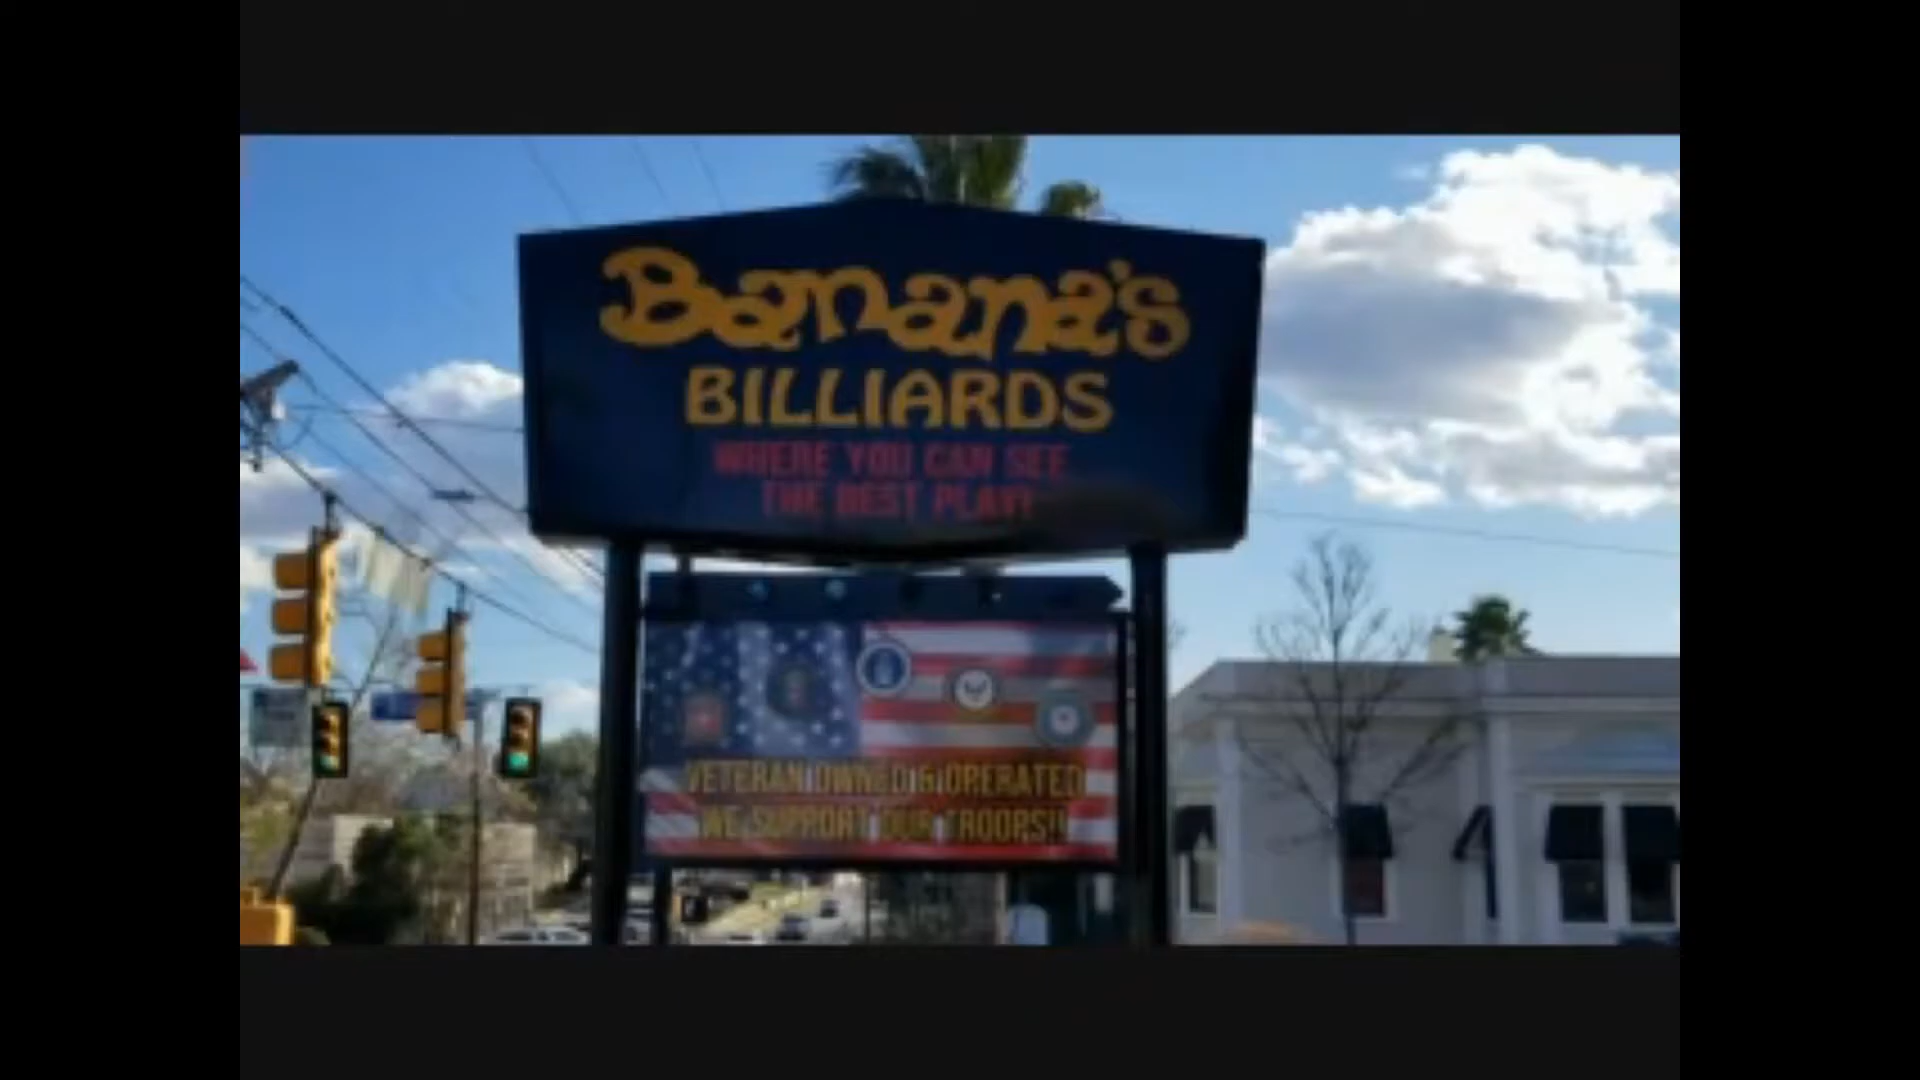 Banana's
BILLIARDS
WHERE YOU CAN SEE
THE BEST PLAY!
VETERAN OWNED & OPERATED
WE SUPPORT OUR TROOPS!!